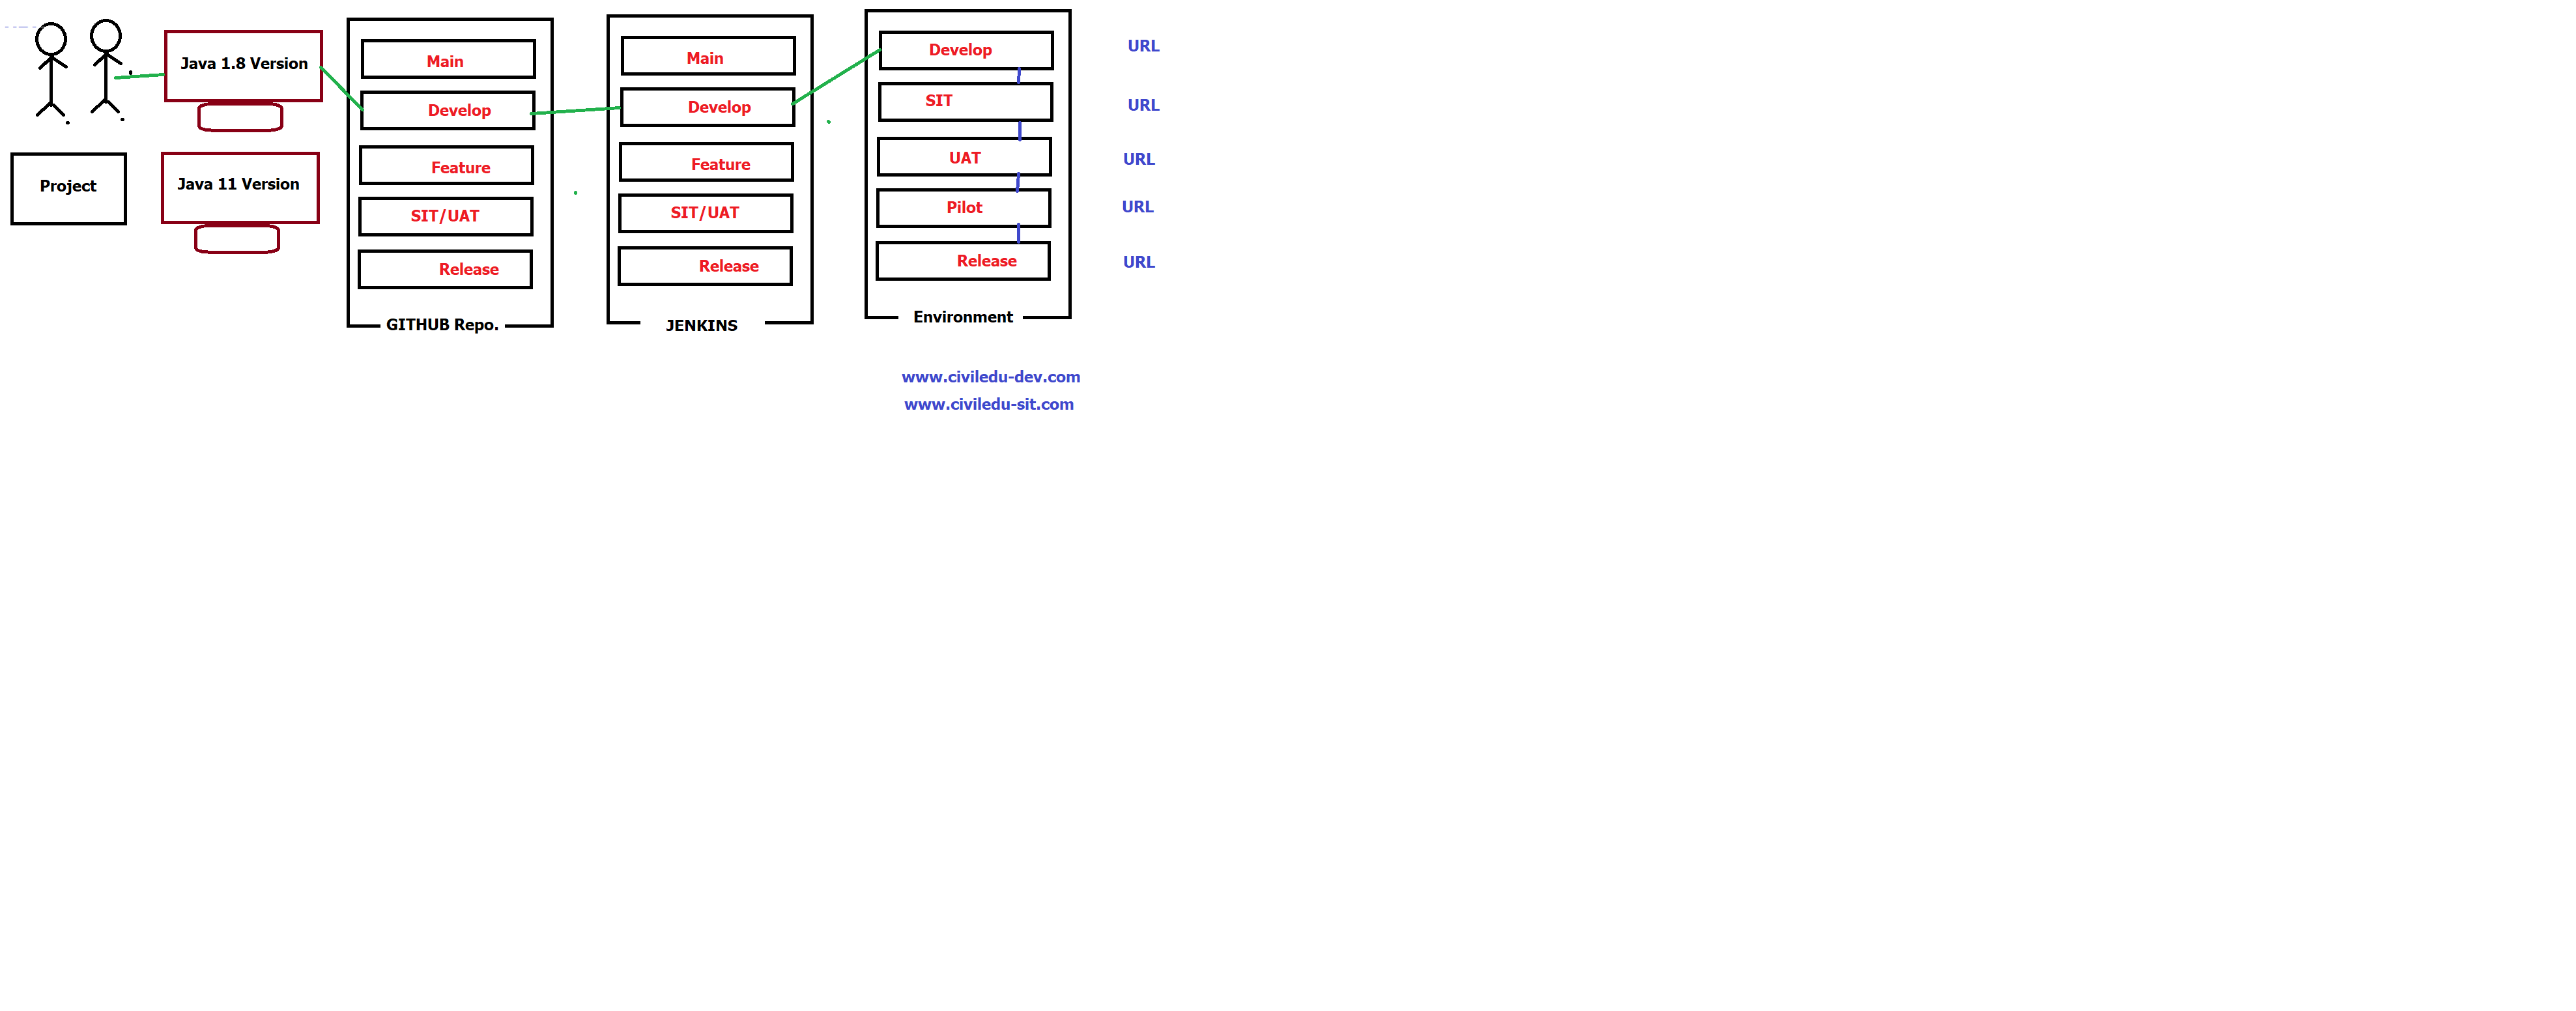 Java 1.8 Version
Project
Java 11 Version
Main
Develop
Feature
SIT/UAT
Release
GITHUB Repo.
Main
Develop
Feature
SIT/UAT
Release
JENKINS
Develop
SIT
UAT
Pilot
Release
Environment
URL
URL
URL
URL
URL
www.civiledu-dev.com
www.civiledu-sit.com